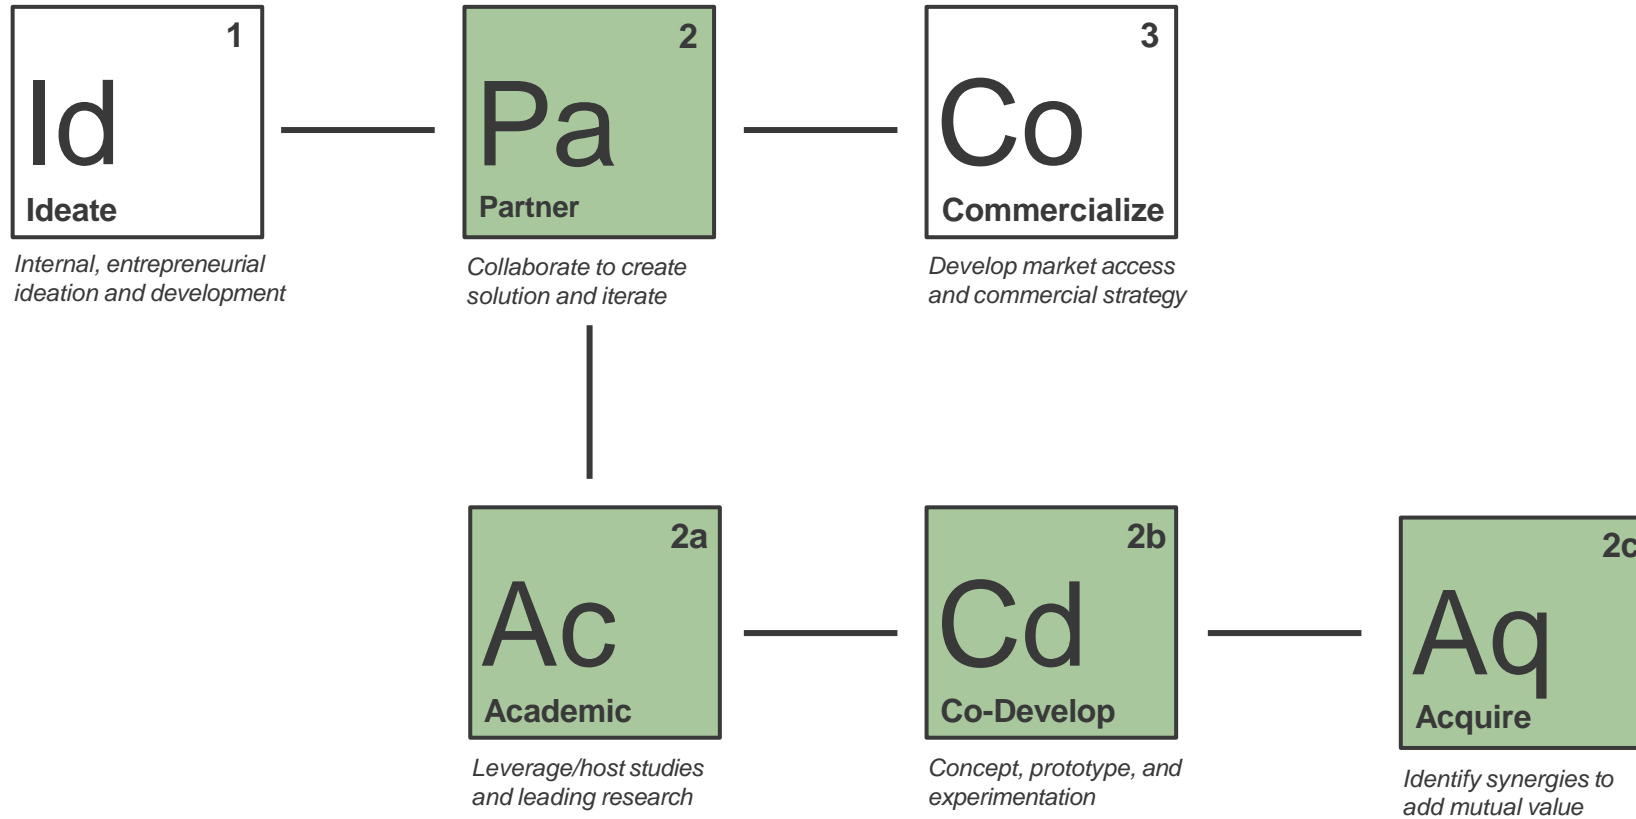 1
Id
Ideate
Internal, entrepreneurial
ideation and development
2
Pa
Partner
Collaborate to create
solution and iterate
3
Co
Commercialize
Develop market access
and commercial strategy
2a
Ac
Academic
Leverage/host studies
and leading research
2b
Cd
Co-Develop
Concept, prototype, and
experimentation
2c
Aq
Acquire
Identify synergies to
add mutual value